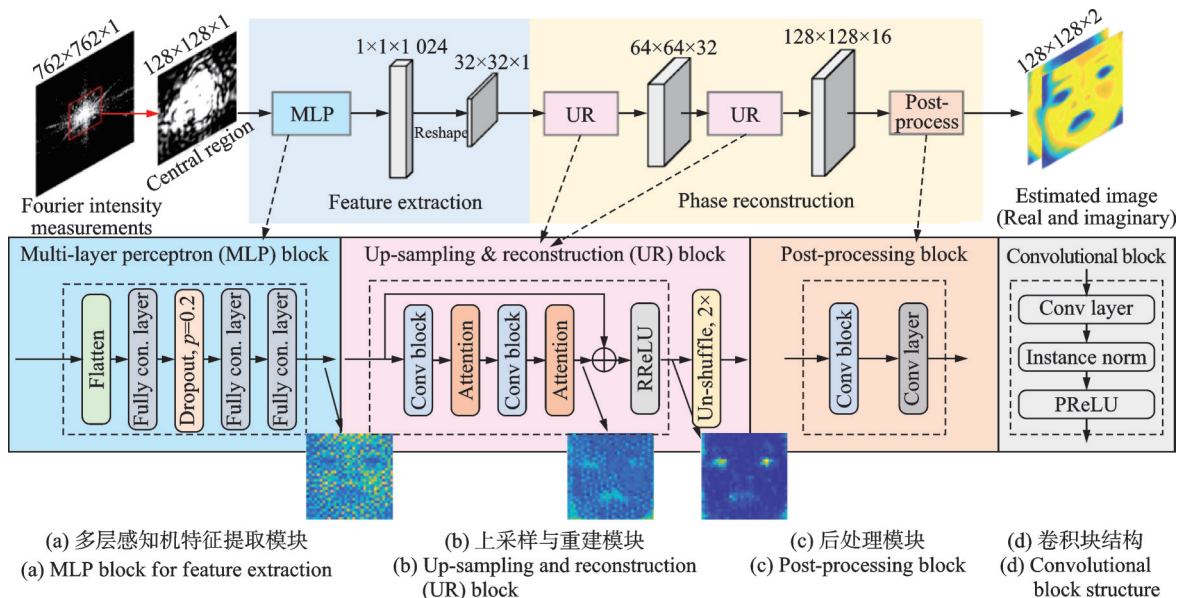 762×762×1
128×128×1
Central region
Fourier intensity
measurements
MLP
1×1×1 024
Reshape
32×32×1
Feature extraction
UR
64×64×32
UR
128×128×16
Post-
process
Phase reconstruction
128×128×2
Estimated image
(Real and imaginary)
Multi-layer perceptron (MLP) block
Flatten
Fully con. layer
Dropout, p=0.2
Fully con. layer
Fully con. layer
Up-sampling & reconstruction (UR) block
Conv block
Attention
Conv block
Attention
RReLU
Un-shuffle, 2×
Post-processing block
Conv block
Conv layer
Convolutional block
Conv layer
Instance norm
PReLU
(a) 多层感知机特征提取模块
(a) MLP block for feature extraction
(b) 上采样与重建模块
(b) Up-sampling and reconstruction
(UR) block
(c) 后处理模块
(c) Post-processing block
(d) 卷积块结构
(d) Convolutional
block structure